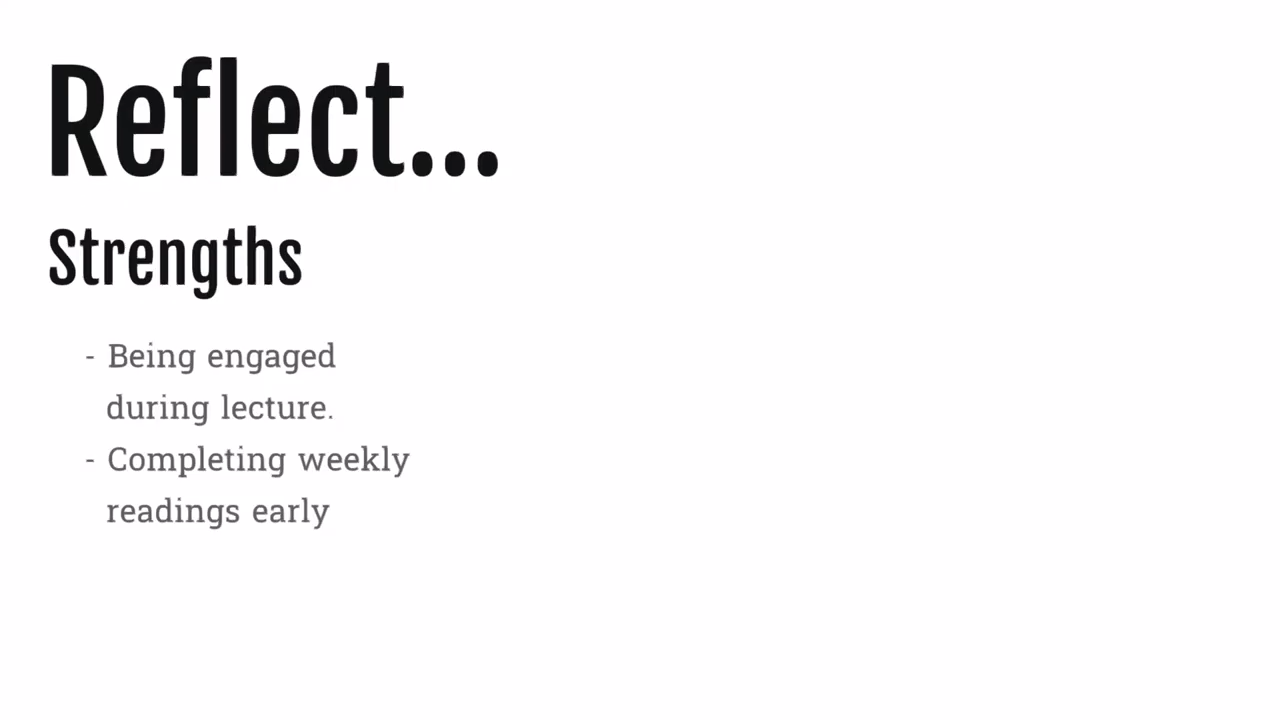 Reflect...
Strengths
- Being engaged
during lecture.
- Completing weekly
readings early